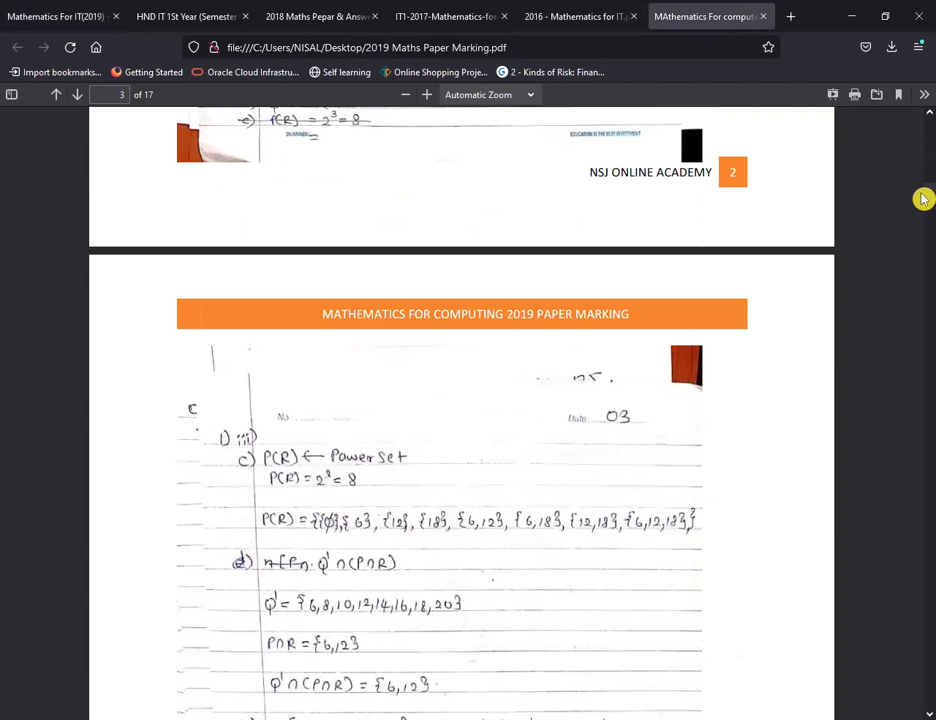 Mathematics For IT(2019)
HND IT 1St Year (Semester
2018 Maths Pepar & Answ
IT1-2017-Mathematics-for-
2016 - Mathematics for IT.p
MAthematics For comput
file:///C:/Users/NISAL/Desktop/2019 Maths Paper Marking.pdf
Import bookmarks...
Getting Started
Oracle Cloud Infrastru...
Self learning
Online Shopping Proje...
2 - Kinds of Risk: Finan...
3 of 17
Automatic Zoom
c) P(R) = 2³ = 8
EDUCATION IS THE BEST INVESTMENT
NSJ ONLINE ACADEMY 2
MATHEMATICS FOR COMPUTING 2019 PAPER MARKING
No
Date 03
1) iii)
c) P(R) ← Power Set
P(R) = 2³ = 8
P(R) = {{ϕ},{6}, {12}, {18}, {6,12}, {6,18}, {12,18}, {6,12,18},}
d) n[P∩ Q' ∩ (P∩R)
Q' = {6,8,10,12,14,16,18,20}
P∩R = {6,12}
Q' ∩ (P∩R) = {6,12}